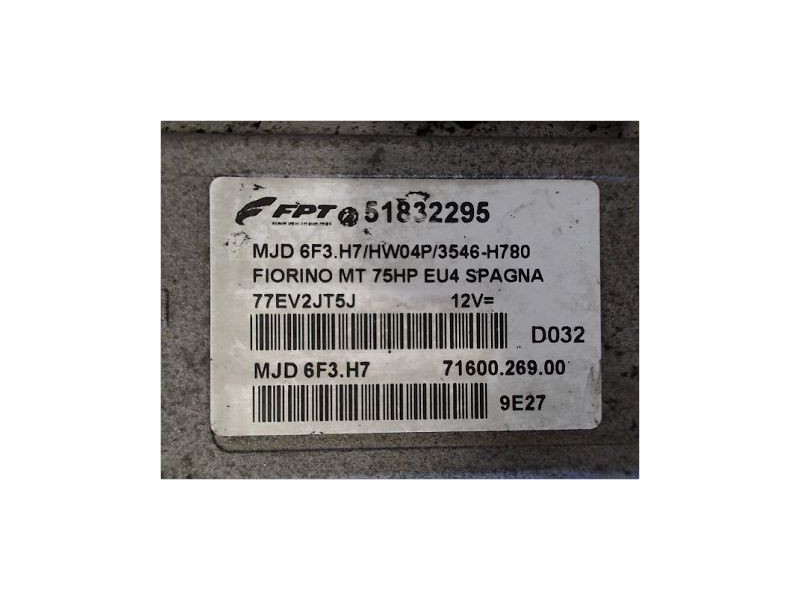 FPT 51832295
MJD 6F3.H7/HW04P/3546-H780
FIORINO MT 75HP EU4 SPAGNA
77EV2JT5J 12V=
D032
MJD 6F3.H7 71600.269.00
9E27